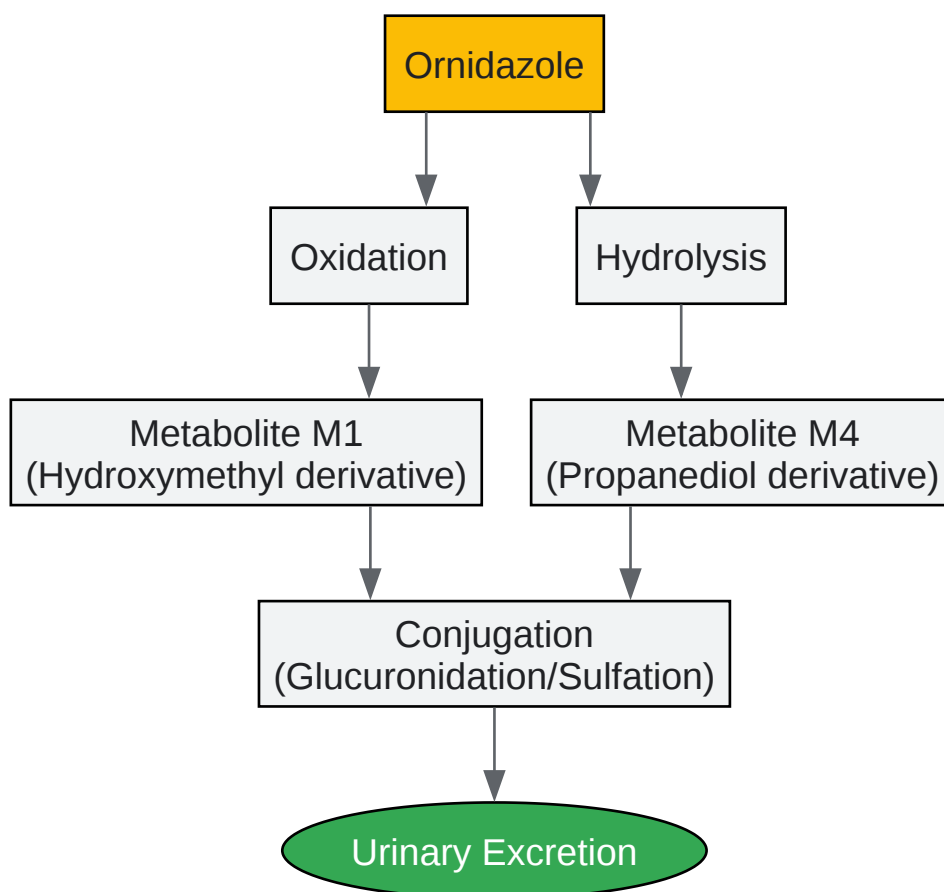 Ornidazole
Oxidation
Hydrolysis
Metabolite M1
(Hydroxymethyl derivative)
Metabolite M4
(Propanediol derivative)
Conjugation
(Glucuronidation/Sulfation)
Urinary Excretion